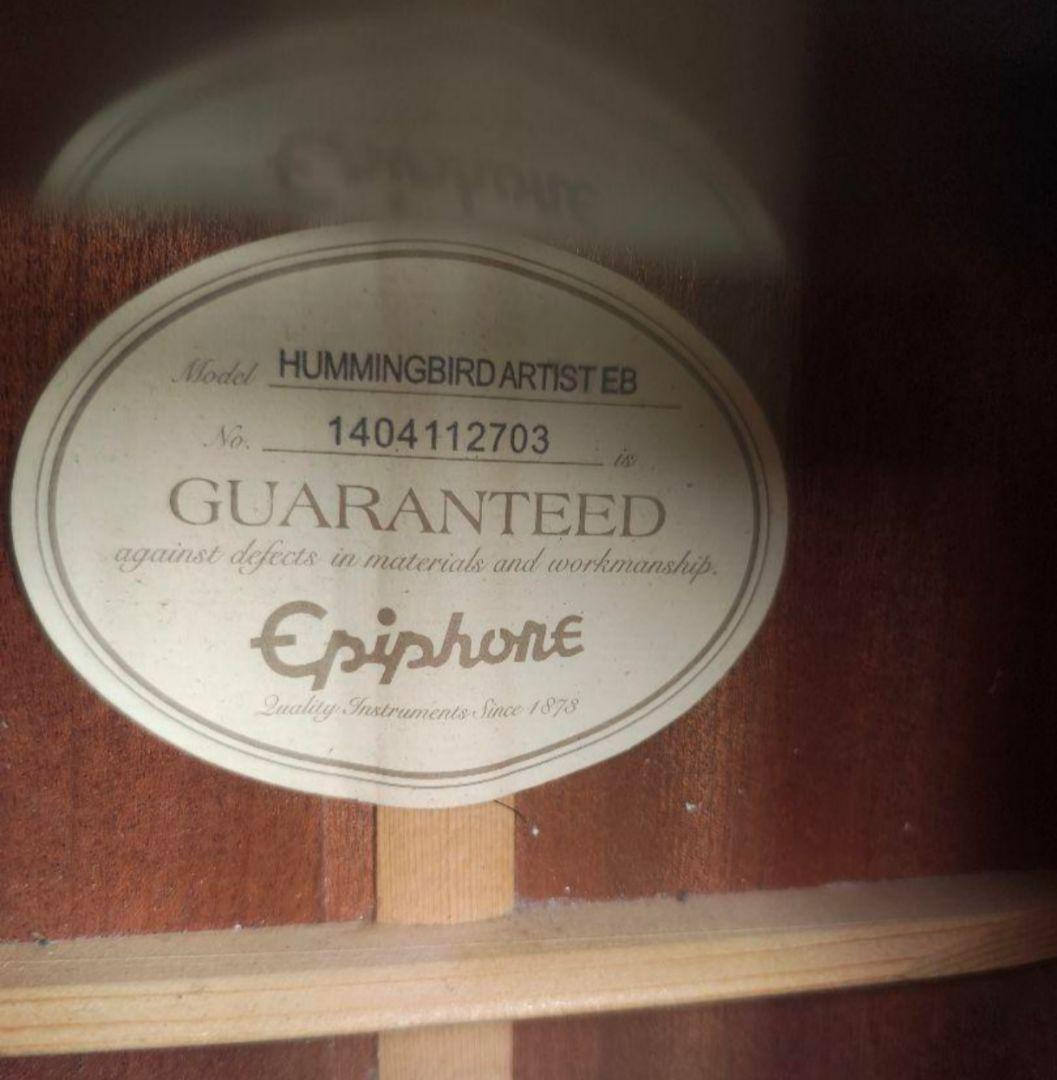 Epiphone
Model HUMMINGBIRD ARTIST EB
No. 1404112703 is
GUARANTEED
against defects in materials and workmanship.
Epiphone
Quality Instruments Since 1873